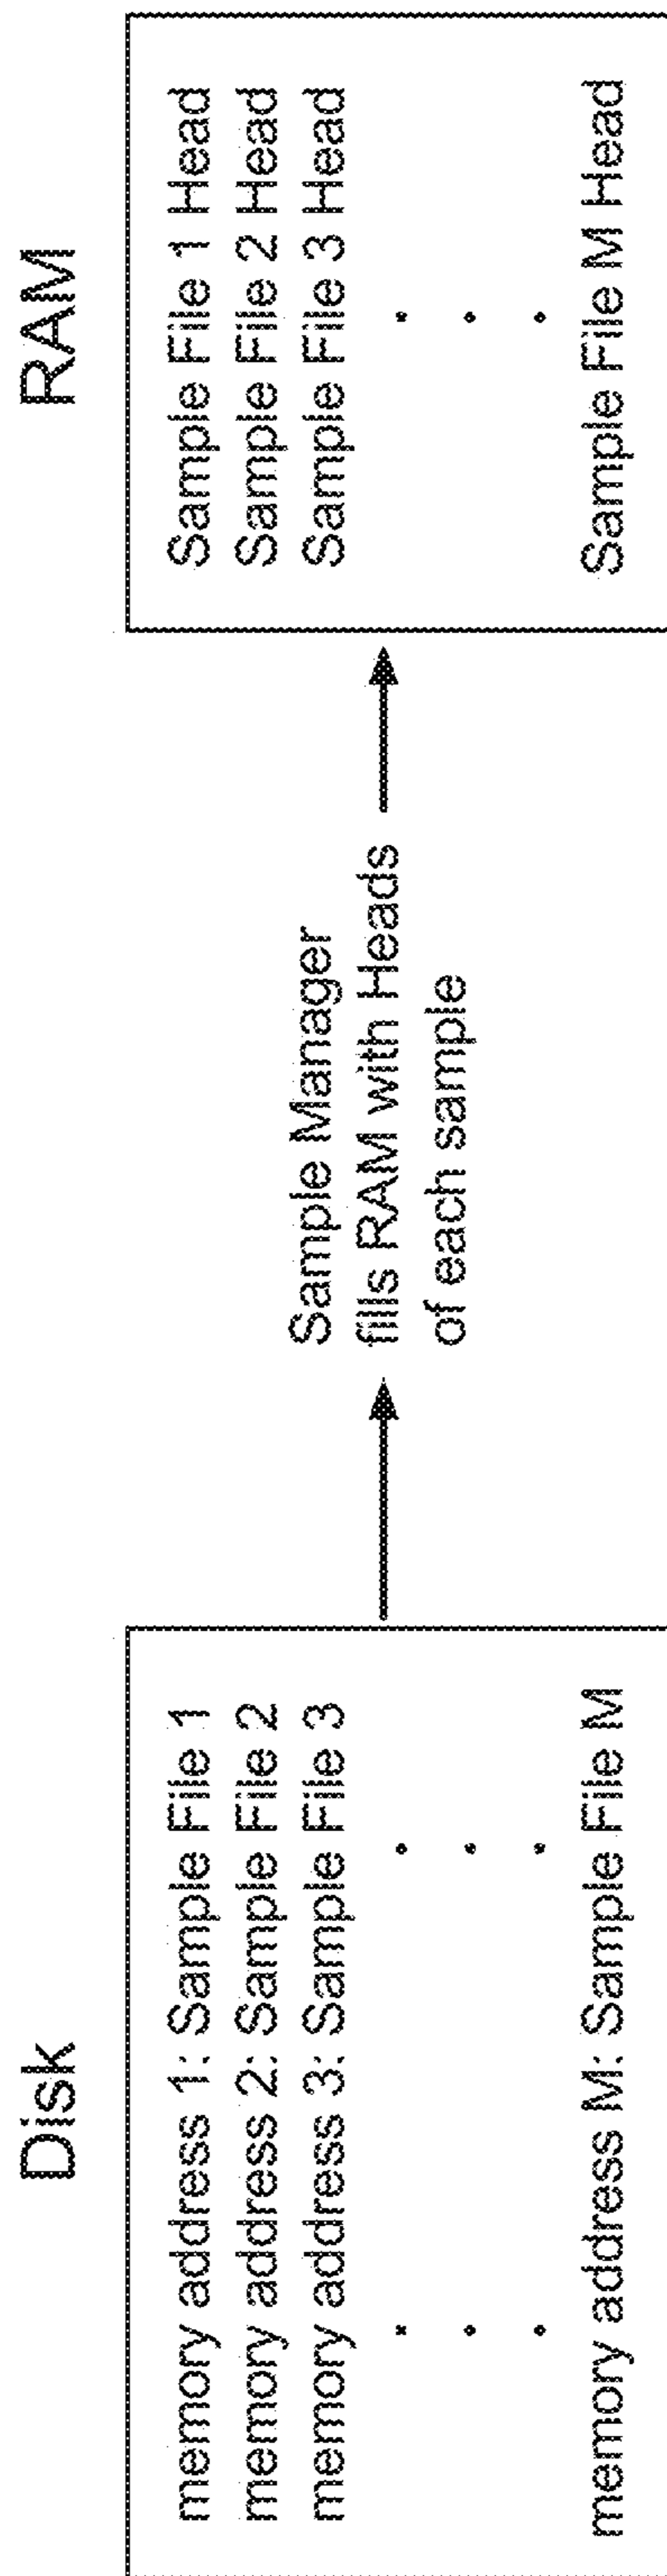 Disk
memory address 1: Sample File 1
memory address 2: Sample File 2
memory address 3: Sample File 3
memory address M: Sample File M
Sample Manager
fills RAM with Heads
of each sample
RAM
Sample File 1 Head
Sample File 2 Head
Sample File 3 Head
Sample File M Head